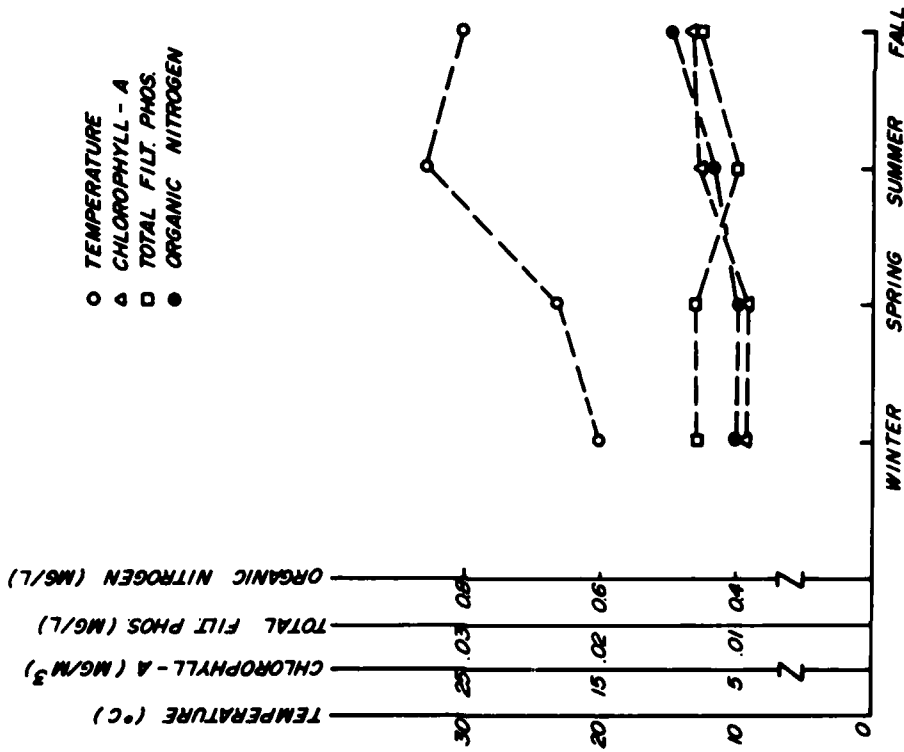 TEMPERATURE
CHLOROPHYLL - A
TOTAL FILT. PHOS.
ORGANIC NITROGEN
TEMPERATURE (°C)
CHLOROPHYLL - A (MG/M³)
TOTAL FILT PHOS. (MG/L)
ORGANIC NITROGEN (MG/L)
30 25 .03 0.8
20 15 .02 0.6
10 5 .01 0.4
0
WINTER SPRING SUMMER FALL